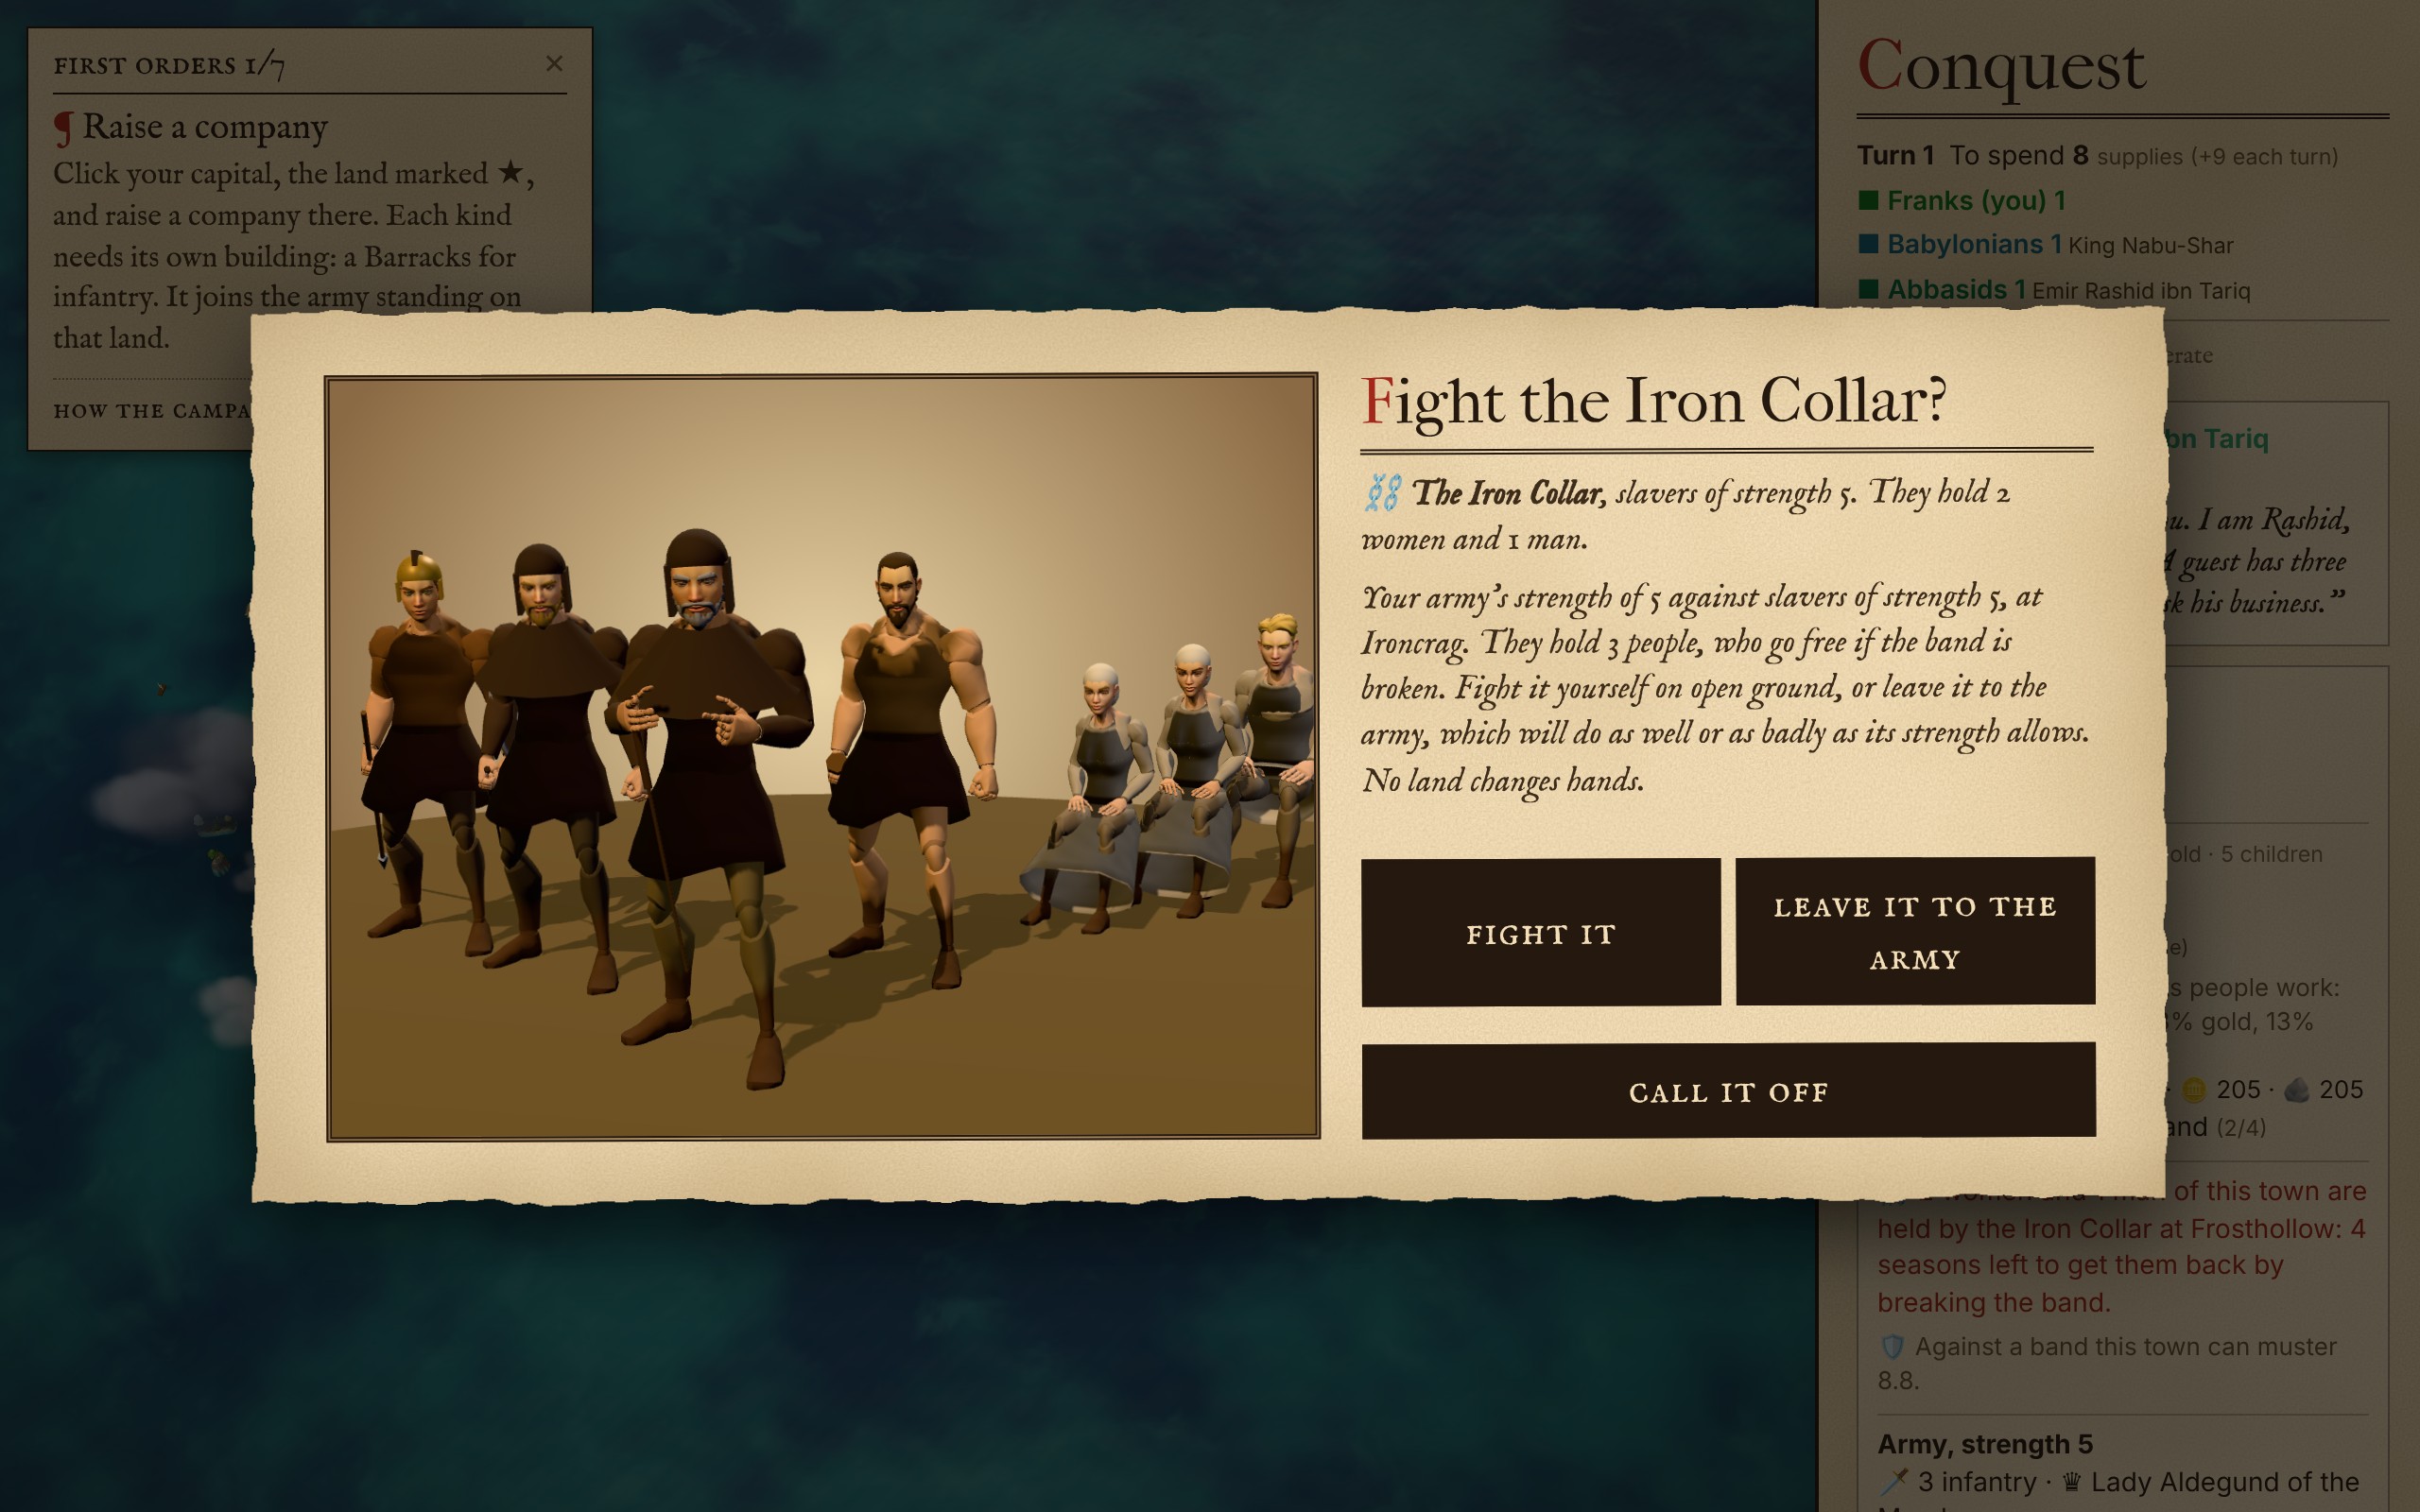 FIRST ORDERS 1/7
×
¶ Raise a company
Click your capital, the land marked ★,
and raise a company there. Each kind
needs its own building: a Barracks for
infantry. It joins the army standing on
that land.
HOW THE
Conquest
Turn 1 To spend 8 supplies (+9 each turn)
Franks (you) 1
Babylonians 1 King Nabu-Shar
Abbasids 1 Emir Rashid ibn Tariq
Fight the Iron Collar?
The Iron Collar, slavers of strength 5. They hold 2
women and 1 man.
Your army's strength of 5 against slavers of strength 5, at
Ironcrag. They hold 3 people, who go free if the band is
broken. Fight it yourself on open ground, or leave it to the
army, which will do as well or as badly as its strength allows.
No land changes hands.
FIGHT IT
LEAVE IT TO THE
ARMY
CALL IT OFF
ibn Tariq
I am Rashid,
A guest has three
his business.”
old · 5 children
people work:
% gold, 13%
· 205 · 205
(2/4)
of this town are
held by the Iron Collar at Frosthollow: 4
seasons left to get them back by
breaking the band.
Against a band this town can muster
8.8.
Army, strength 5
3 infantry · ♛ Lady Aldegund of the